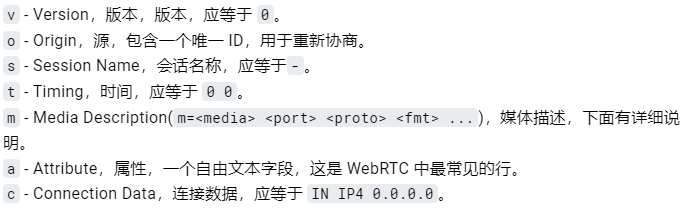 v - Version，版本，版本，应等于 0。
o - Origin，源，包含一个唯一 ID，用于重新协商。
s - Session Name，会话名称，应等于-。
t - Timing，时间，应等于 0 0。
m - Media Description( m=<media> <port> <proto> <fmt> ... )，媒体描述，下面有详细说
明。
a - Attribute，属性，一个自由文本字段，这是 WebRTC 中最常见的行。
c - Connection Data，连接数据，应等于 IN IP4 0.0.0.0。